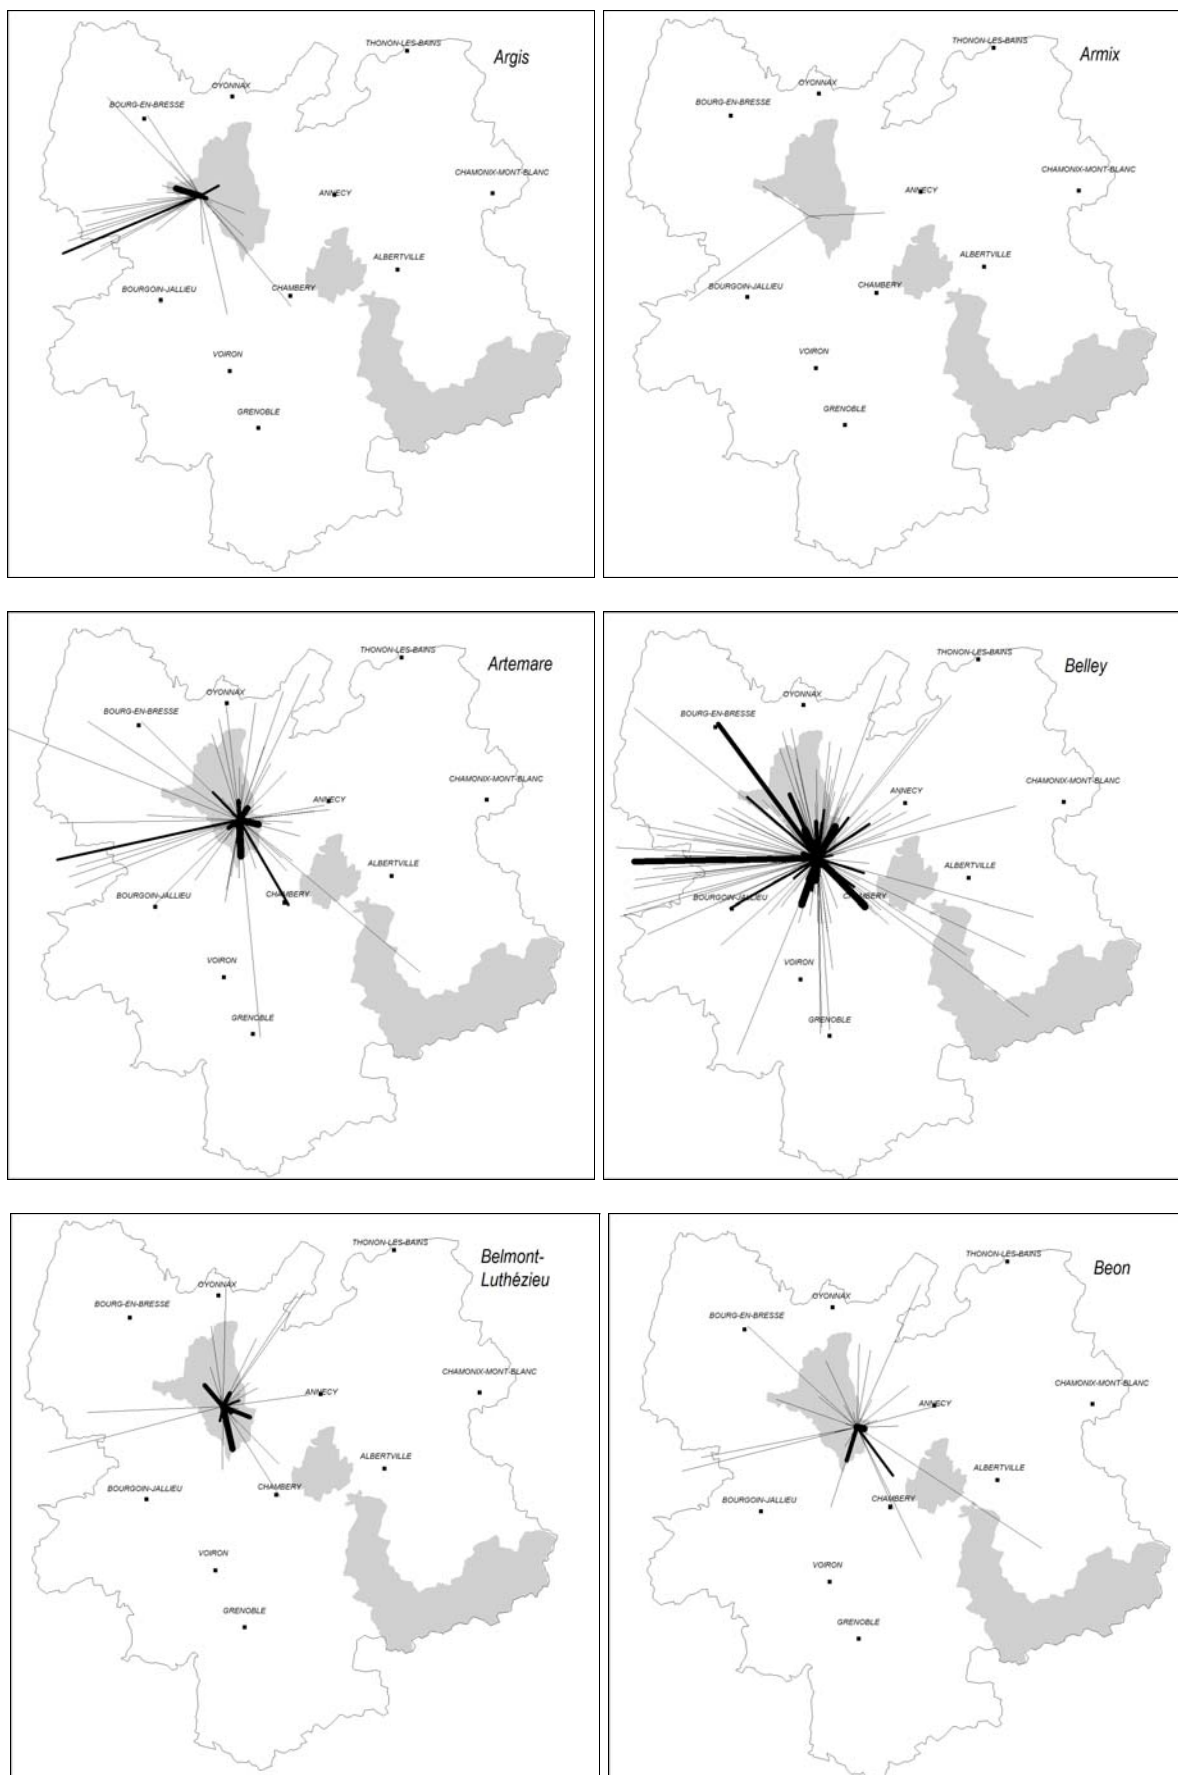 THONON-LES-BAINS
Argis
OYONNAX
BOURG-EN-BRESSE
CHAMONIX-MONT-BLANC
ANNECY
ALBERTVILLE
BOURGOIN-JALLIEU
CHAMBERY
VOIRON
GRENOBLE
THONON-LES-BAINS
Armix
OYONNAX
BOURG-EN-BRESSE
CHAMONIX-MONT-BLANC
ANNECY
ALBERTVILLE
BOURGOIN-JALLIEU
CHAMBERY
VOIRON
GRENOBLE
THONON-LES-BAINS
Artemare
OYONNAX
BOURG-EN-BRESSE
CHAMONIX-MONT-BLANC
ANNECY
ALBERTVILLE
BOURGOIN-JALLIEU
CHAMBERY
VOIRON
GRENOBLE
THONON-LES-BAINS
Belley
OYONNAX
BOURG-EN-BRESSE
CHAMONIX-MONT-BLANC
ANNECY
ALBERTVILLE
BOURGOIN-JALLIEU
CHAMBERY
VOIRON
GRENOBLE
THONON-LES-BAINS
Belmont-
Luthézieu
OYONNAX
BOURG-EN-BRESSE
CHAMONIX-MONT-BLANC
ANNECY
ALBERTVILLE
BOURGOIN-JALLIEU
CHAMBERY
VOIRON
GRENOBLE
THONON-LES-BAINS
Beon
OYONNAX
BOURG-EN-BRESSE
CHAMONIX-MONT-BLANC
ANNECY
ALBERTVILLE
BOURGOIN-JALLIEU
CHAMBERY
VOIRON
GRENOBLE